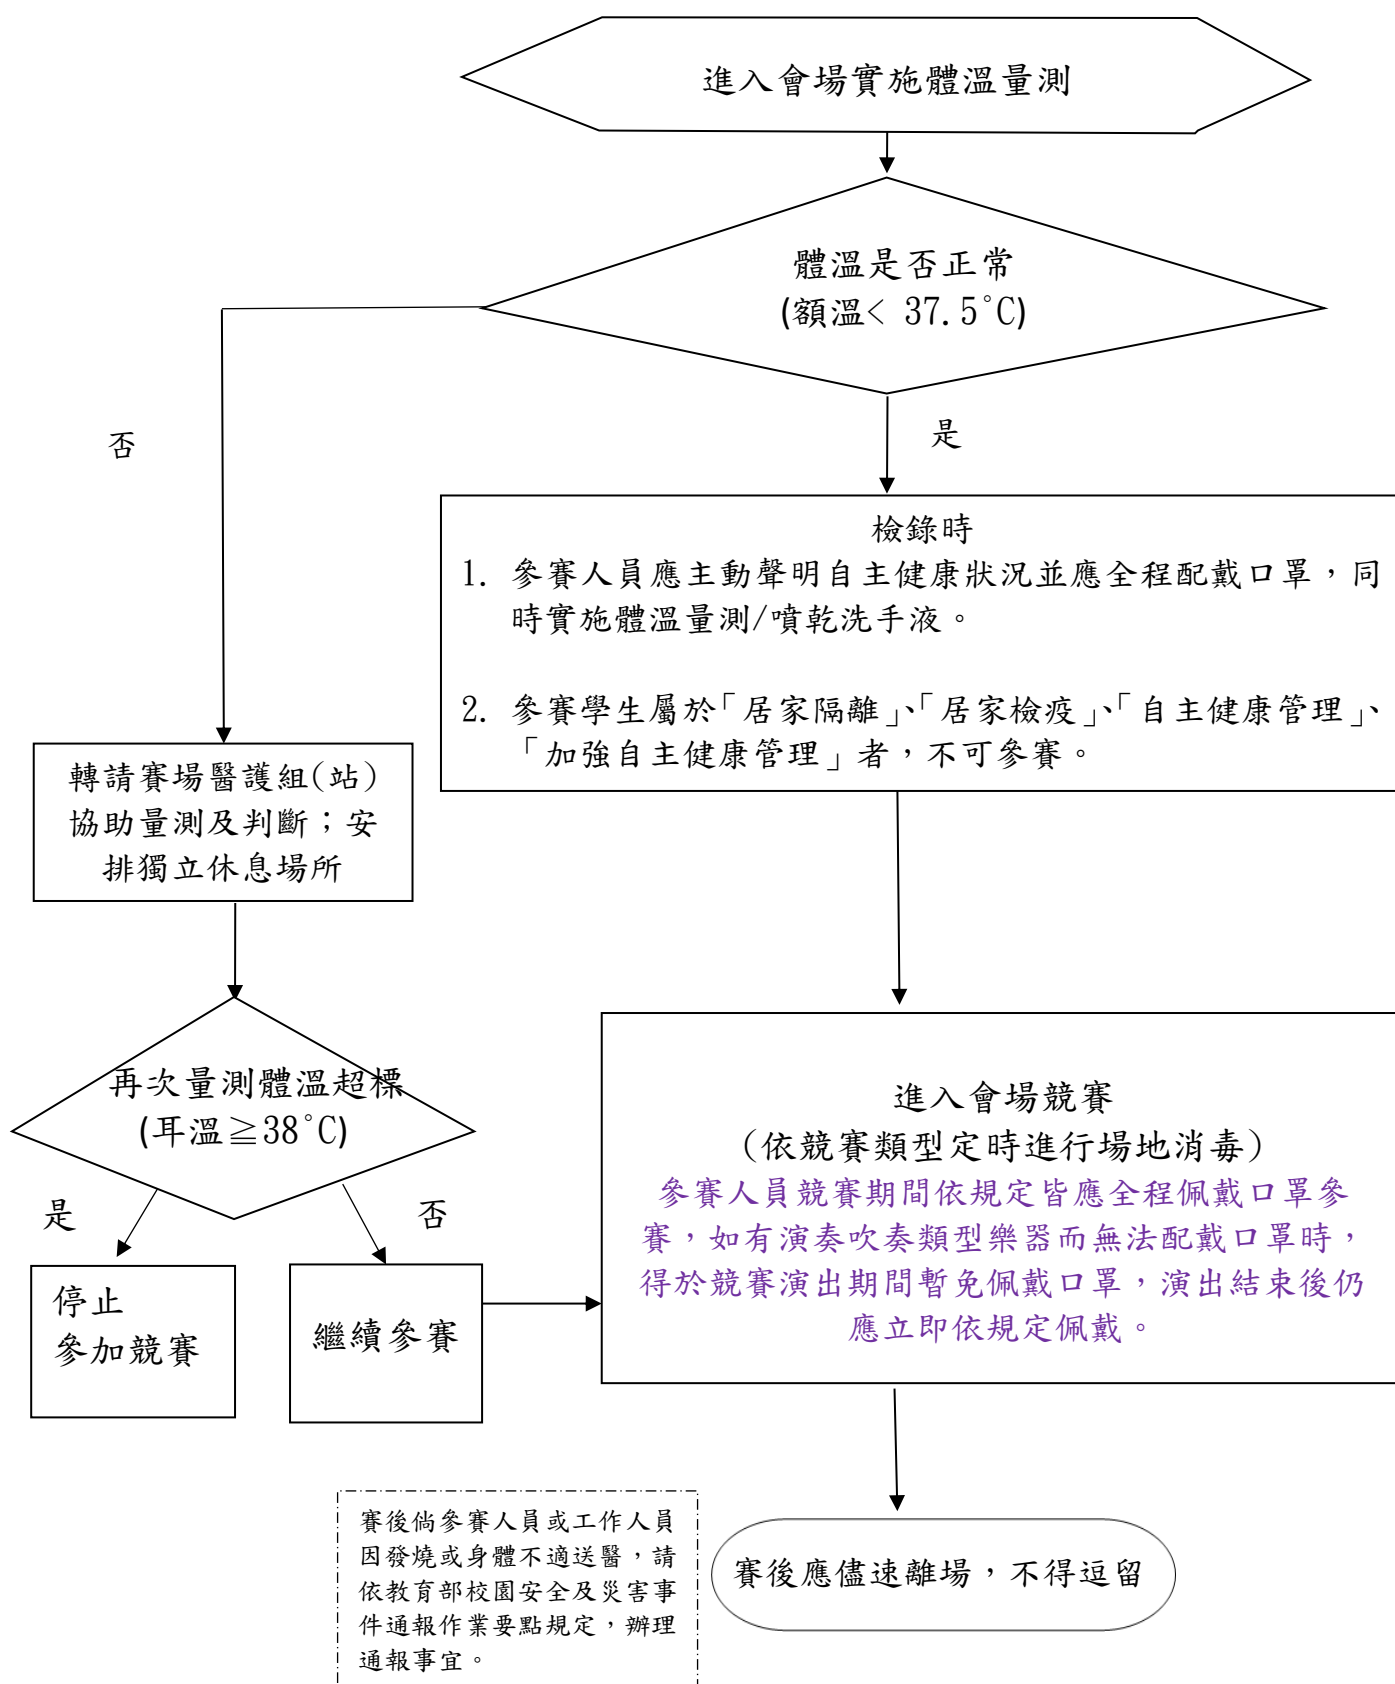 進入會場實施體溫量測
體溫是否正常
(額溫< 37.5°C)
否
是
檢錄時
1. 參賽人員應主動聲明自主健康狀況並應全程配戴口罩，同
時實施體溫量測/噴乾洗手液。
2. 參賽學生屬於「居家隔離」、「居家檢疫」、「自主健康管理」、
「加強自主健康管理」者，不可參賽。
轉請賽場醫護組(站)
協助量測及判斷；安
排獨立休息場所
再次量測體溫超標
(耳溫≧38°C)
是
否
停止
參加競賽
繼續參賽
進入會場競賽
(依競賽類型定時進行場地消毒)
參賽人員競賽期間依規定皆應全程佩戴口罩參
賽，如有演奏吹奏類型樂器而無法配戴口罩時，
得於競賽演出期間暫免佩戴口罩，演出結束後仍
應立即依規定佩戴。
賽後倘參賽人員或工作人員
因發燒或身體不適送醫，請
依教育部校園安全及災害事
件通報作業要點規定，辦理
通報事宜。
賽後應儘速離場，不得逗留